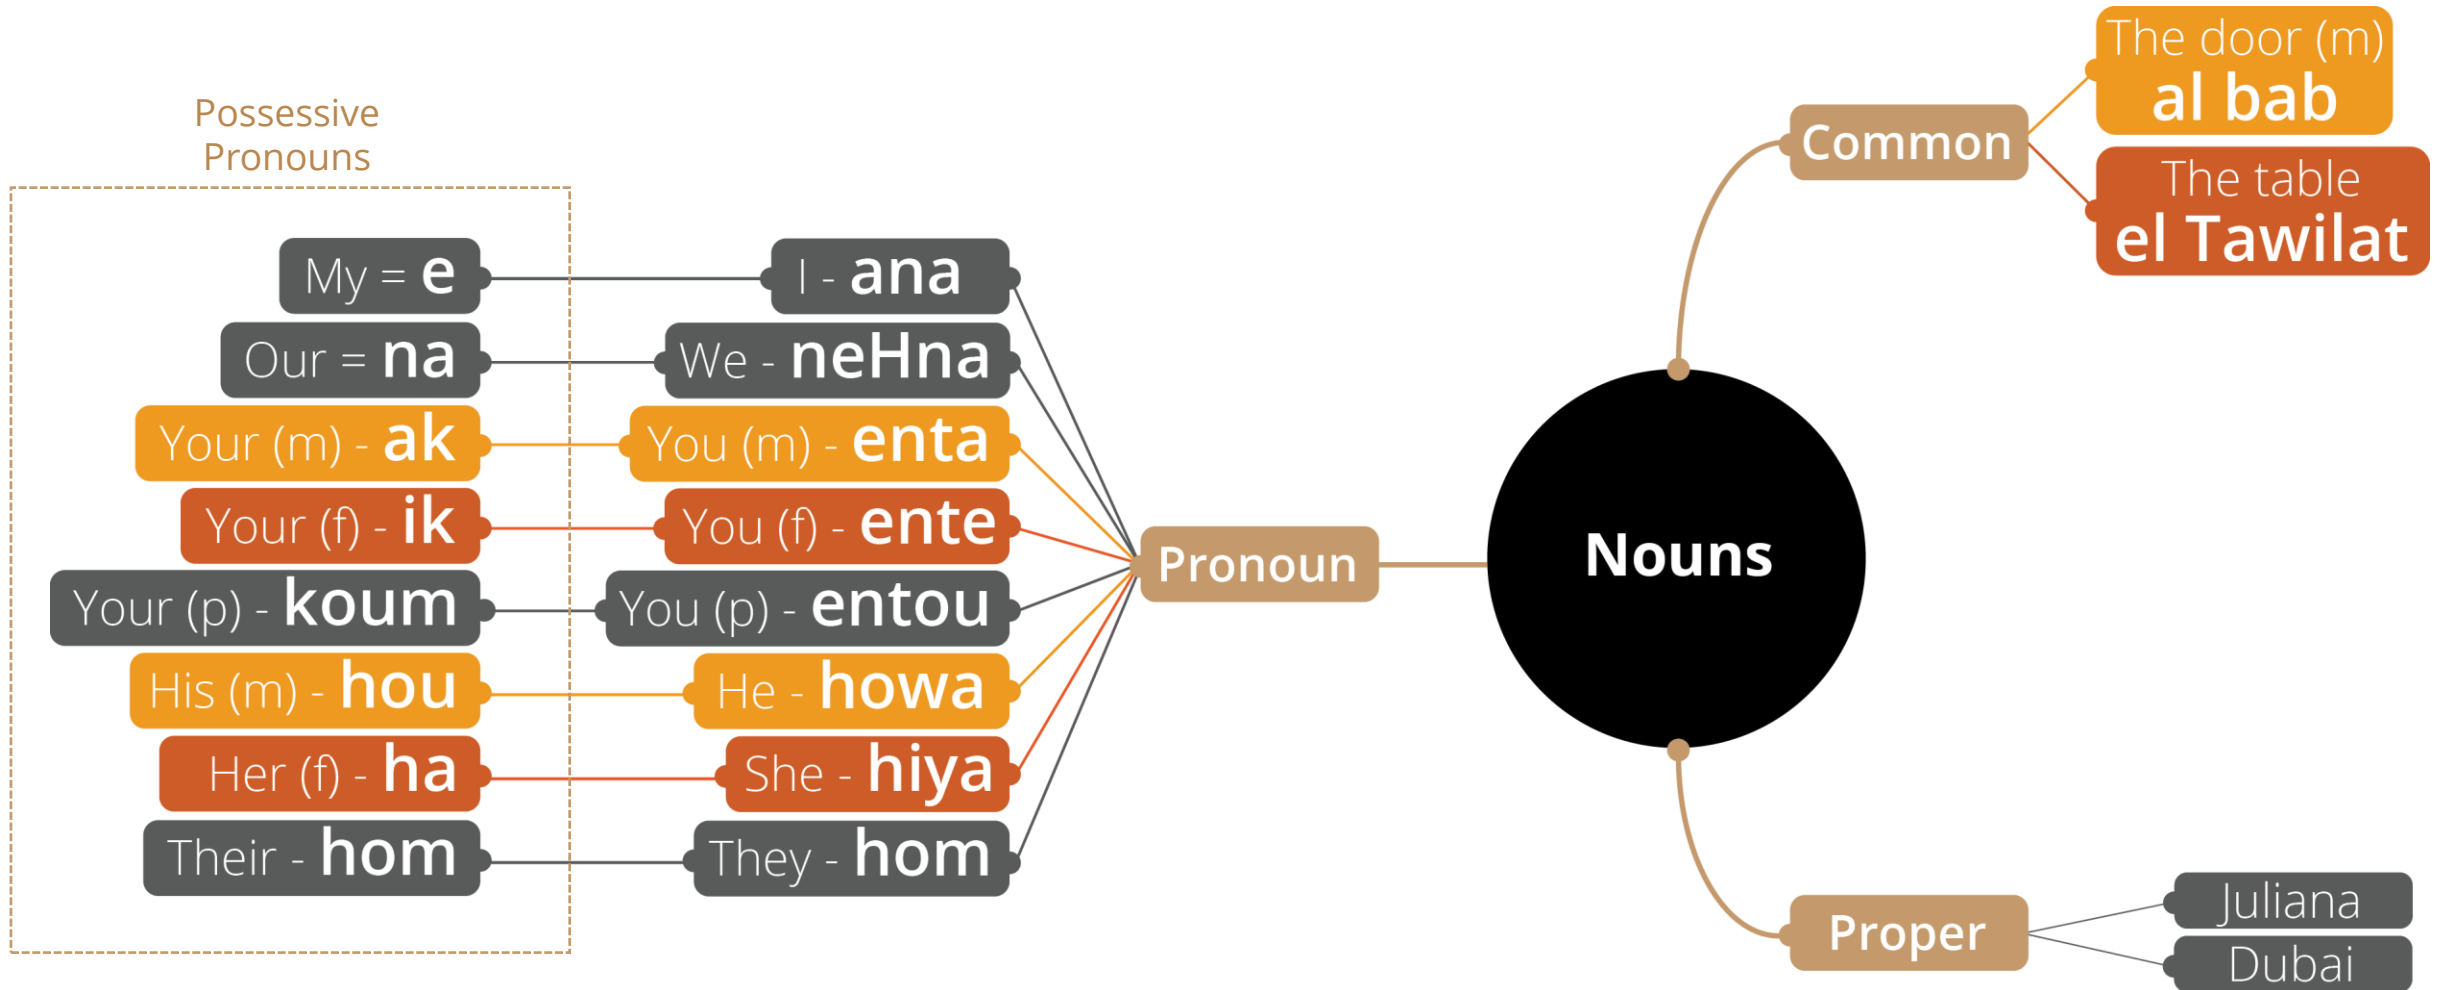 Possessive
Pronouns
My = e
Our = na
Your (m) - ak
Your (f) - ik
Your (p) - koum
His (m) - hou
Her (f) - ha
Their - hom
I - ana
We - neHna
You (m) - enta
You (f) - ente
You (p) - entou
He - howa
She - hiya
They - hom
Pronoun
Nouns
Common
The door (m)
al bab
The table
el Tawilat
Proper
Juliana
Dubai